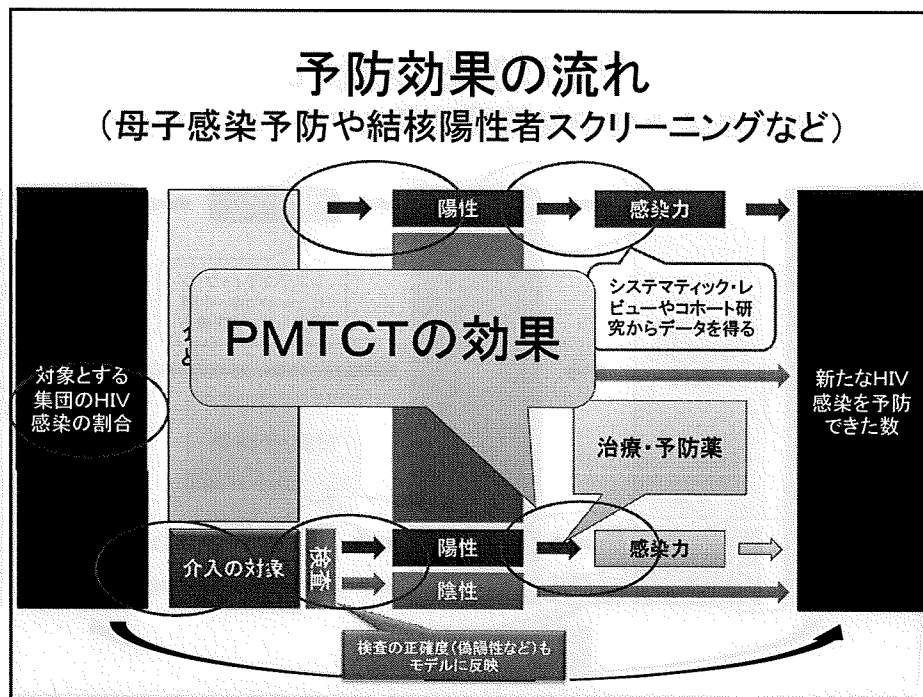 予防効果の流れ
(母子感染予防や結核陽性者スクリーニングなど)
陽性
感染力
システマティック・レ
ビューやコホート研
究からデータを得る
PMTCTの効果
対象とする
集団のHIV
感染の割合
新たなHIV
感染を予防
できた数
治療・予防薬
介入の対象
検査
陽性
感染力
陰性
検査の正確度(偽陽性など)も
モデルに反映